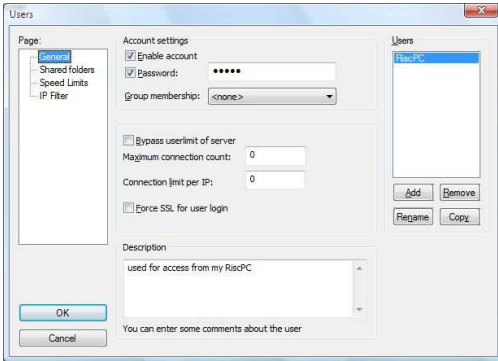 Users
Page:
General
Shared folders
Speed Limits
IP Filter
OK
Cancel
Account settings
Enable account
Password: •••••
Group membership: <none>
Bypass userlimit of server
Maximum connection count: 0
Connection limit per IP: 0
Force SSL for user login
Description
used for access from my RiscPC
You can enter some comments about the user
Users
RiscPC
Add Remove
Rename Copy